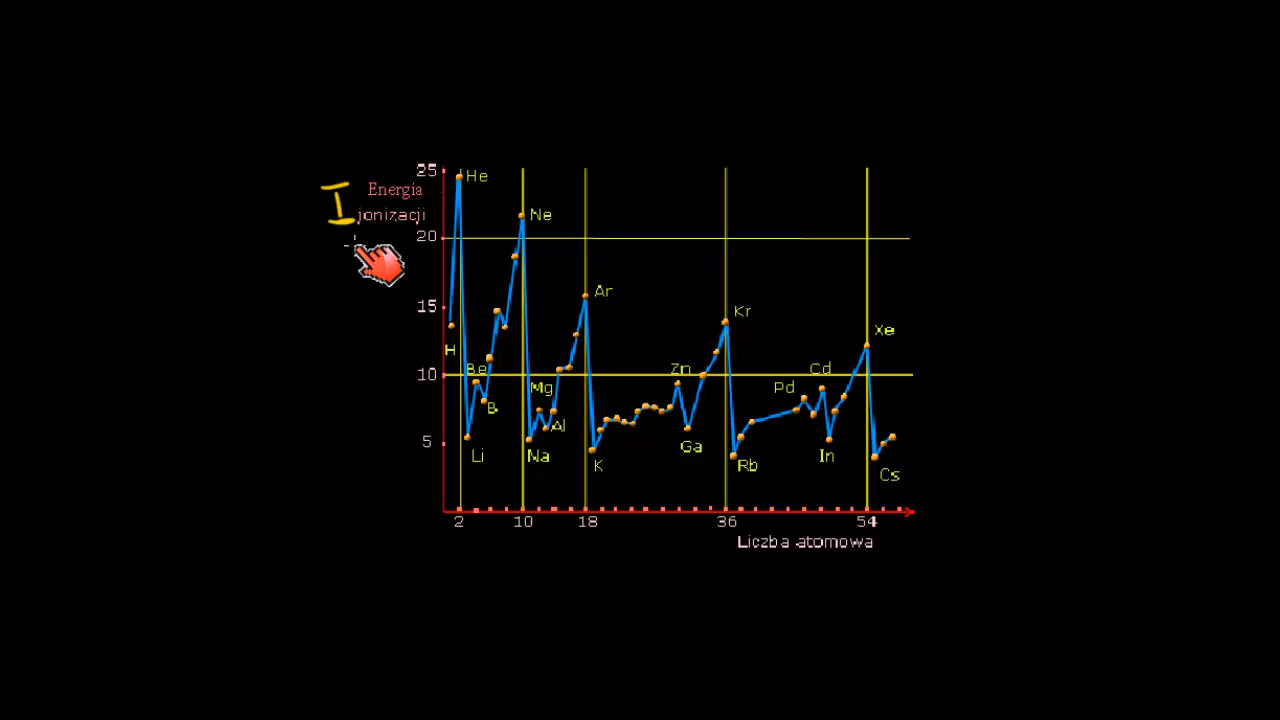 25
He
I Energia
jonizacji
Ne
20
Ar
15
Kr
Xe
H
Be
Zn
Cd
10
Mg
Pd
B
Al
5
Ga
Li
Na
K
Rb
In
Cs
2 10 18 36 54
Liczba atomowa